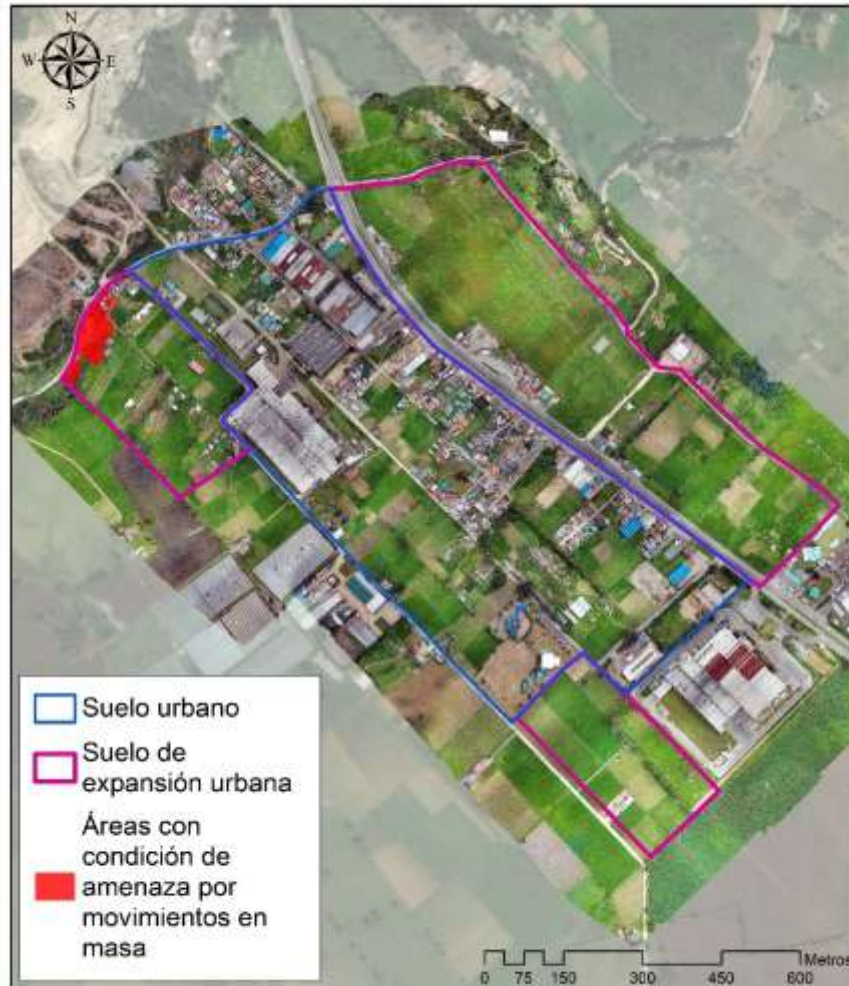 N
W E
S
Suelo urbano
Suelo de
expansión urbana
Áreas con
condición de
amenaza por
movimientos en
masa
Metros
0 75 150 300 450 600